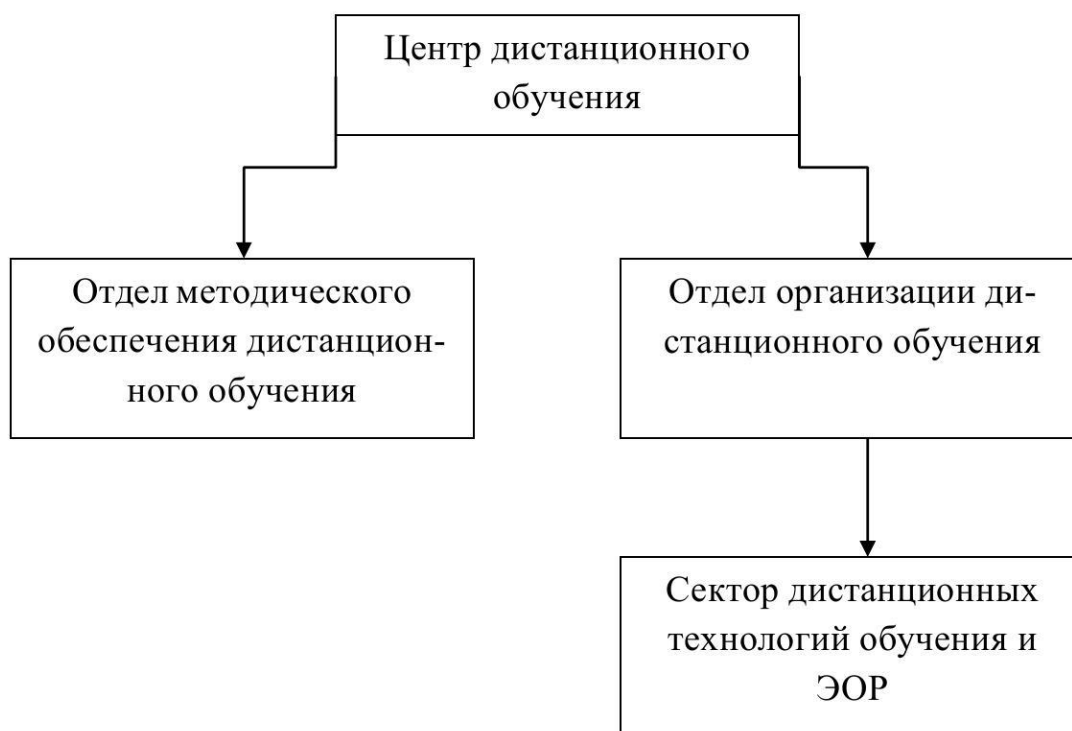 Центр дистанционного
обучения
Отдел методического
обеспечения дистанцион-
ного обучения
Отдел организации ди-
станционного обучения
Сектор дистанционных
технологий обучения и
ЭОР